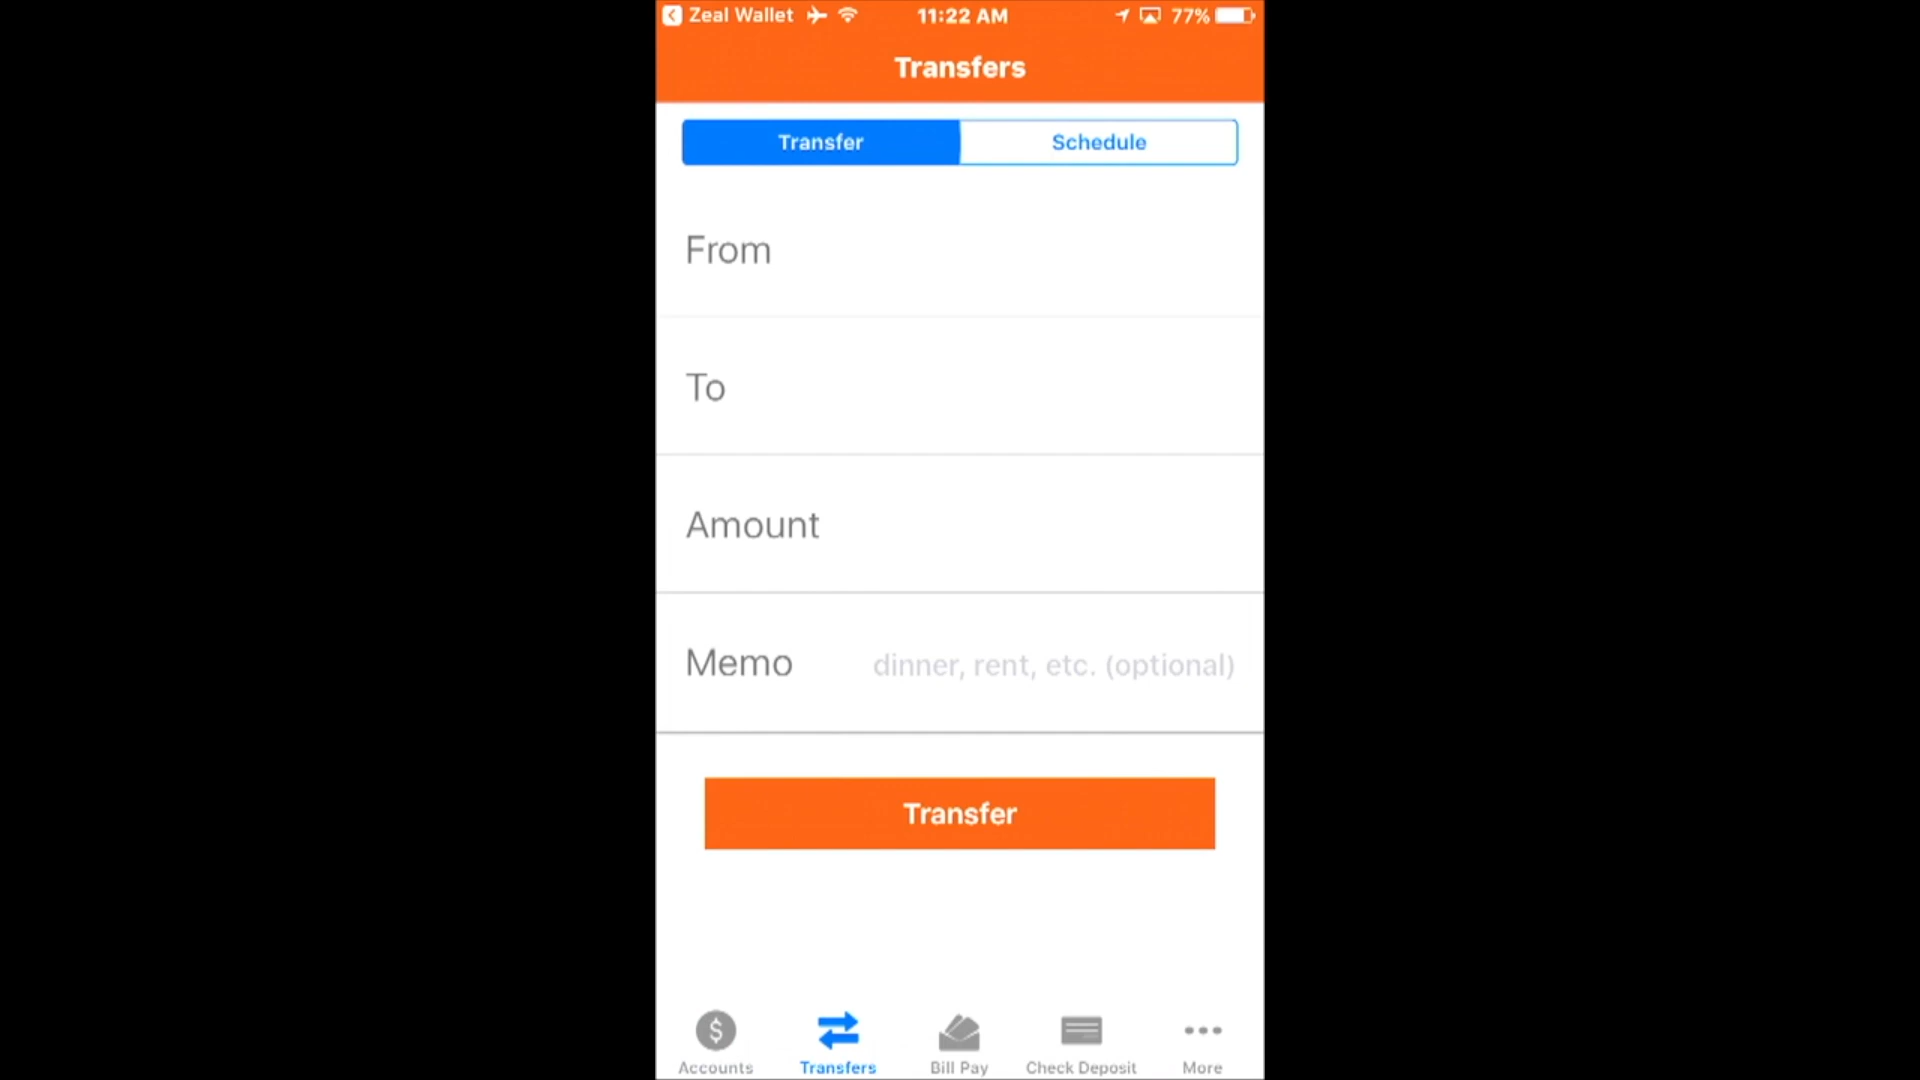 Zeal Wallet 11:22 AM 77%
Transfers
Transfer Schedule
From
To
Amount
Memo dinner, rent, etc. (optional)
Transfer
Accounts Transfers Bill Pay Check Deposit More